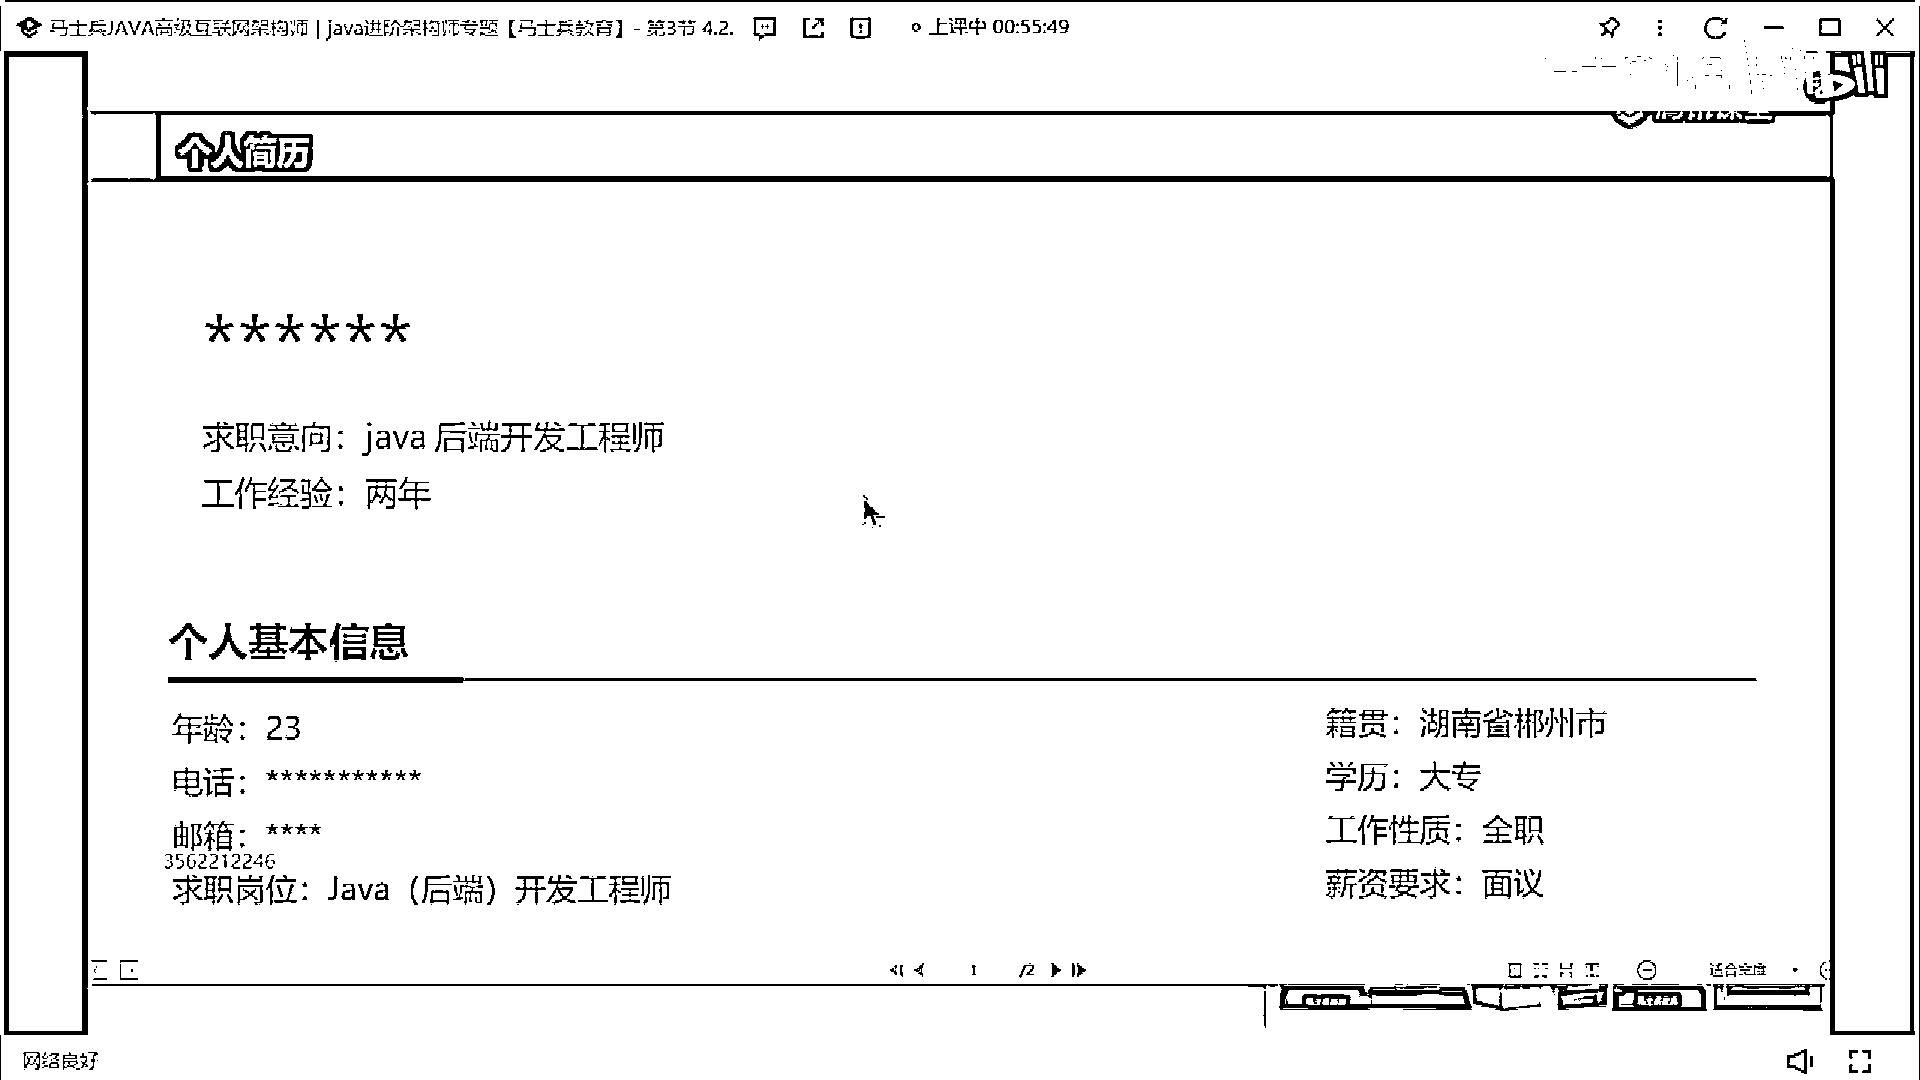 马士兵JAVA高级互联网架构师 | java进阶架构师专题【马士兵教育】- 第3节 4.2.
上课中 00:55:49
个人简历
******
求职意向：java 后端开发工程师
工作经验：两年
个人基本信息
年龄：23
籍贯：湖南省郴州市
电话：***********
学历：大专
邮箱：****
工作性质：全职
3562212246
求职岗位：Java（后端）开发工程师
薪资要求：面议
1 /2
适合宽度
网络良好